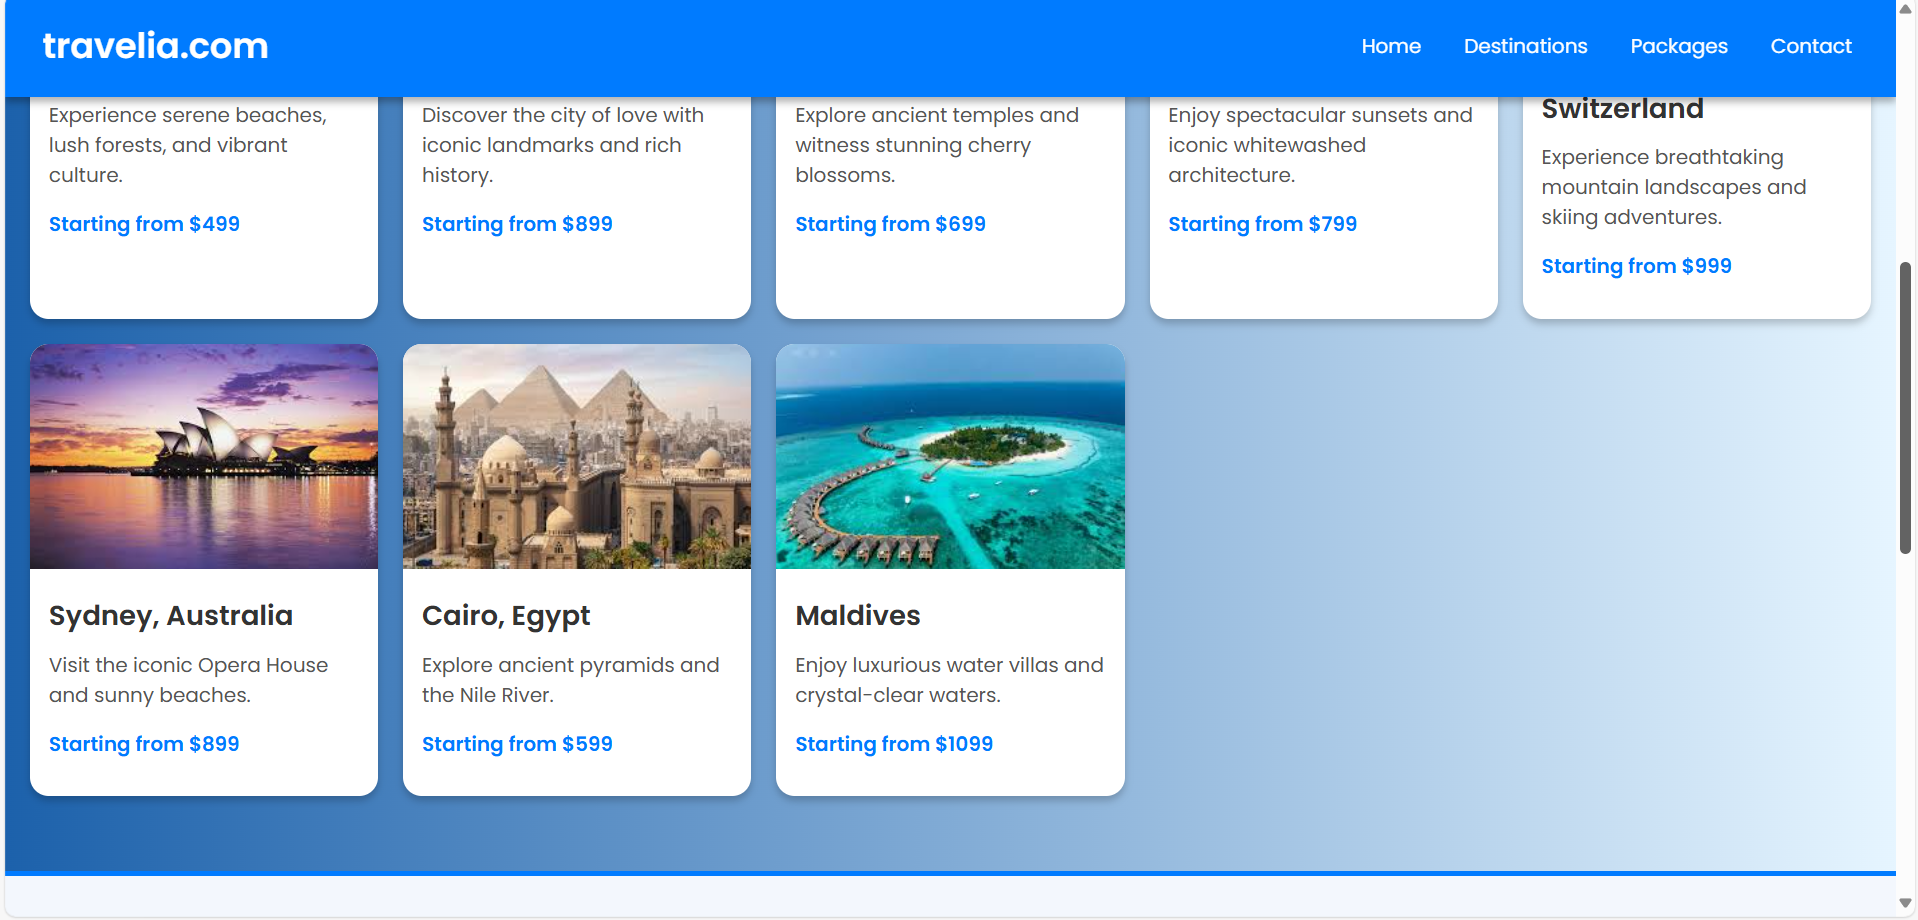 travelia.com
Home
Destinations
Packages
Contact
Experience serene beaches,
lush forests, and vibrant
culture.
Starting from $499
Discover the city of love with
iconic landmarks and rich
history.
Starting from $899
Explore ancient temples and
witness stunning cherry
blossoms.
Starting from $699
Enjoy spectacular sunsets and
iconic whitewashed
architecture.
Starting from $799
Switzerland
Experience breathtaking
mountain landscapes and
skiing adventures.
Starting from $999
Sydney, Australia
Visit the iconic Opera House
and sunny beaches.
Starting from $899
Cairo, Egypt
Explore ancient pyramids and
the Nile River.
Starting from $599
Maldives
Enjoy luxurious water villas and
crystal-clear waters.
Starting from $1099